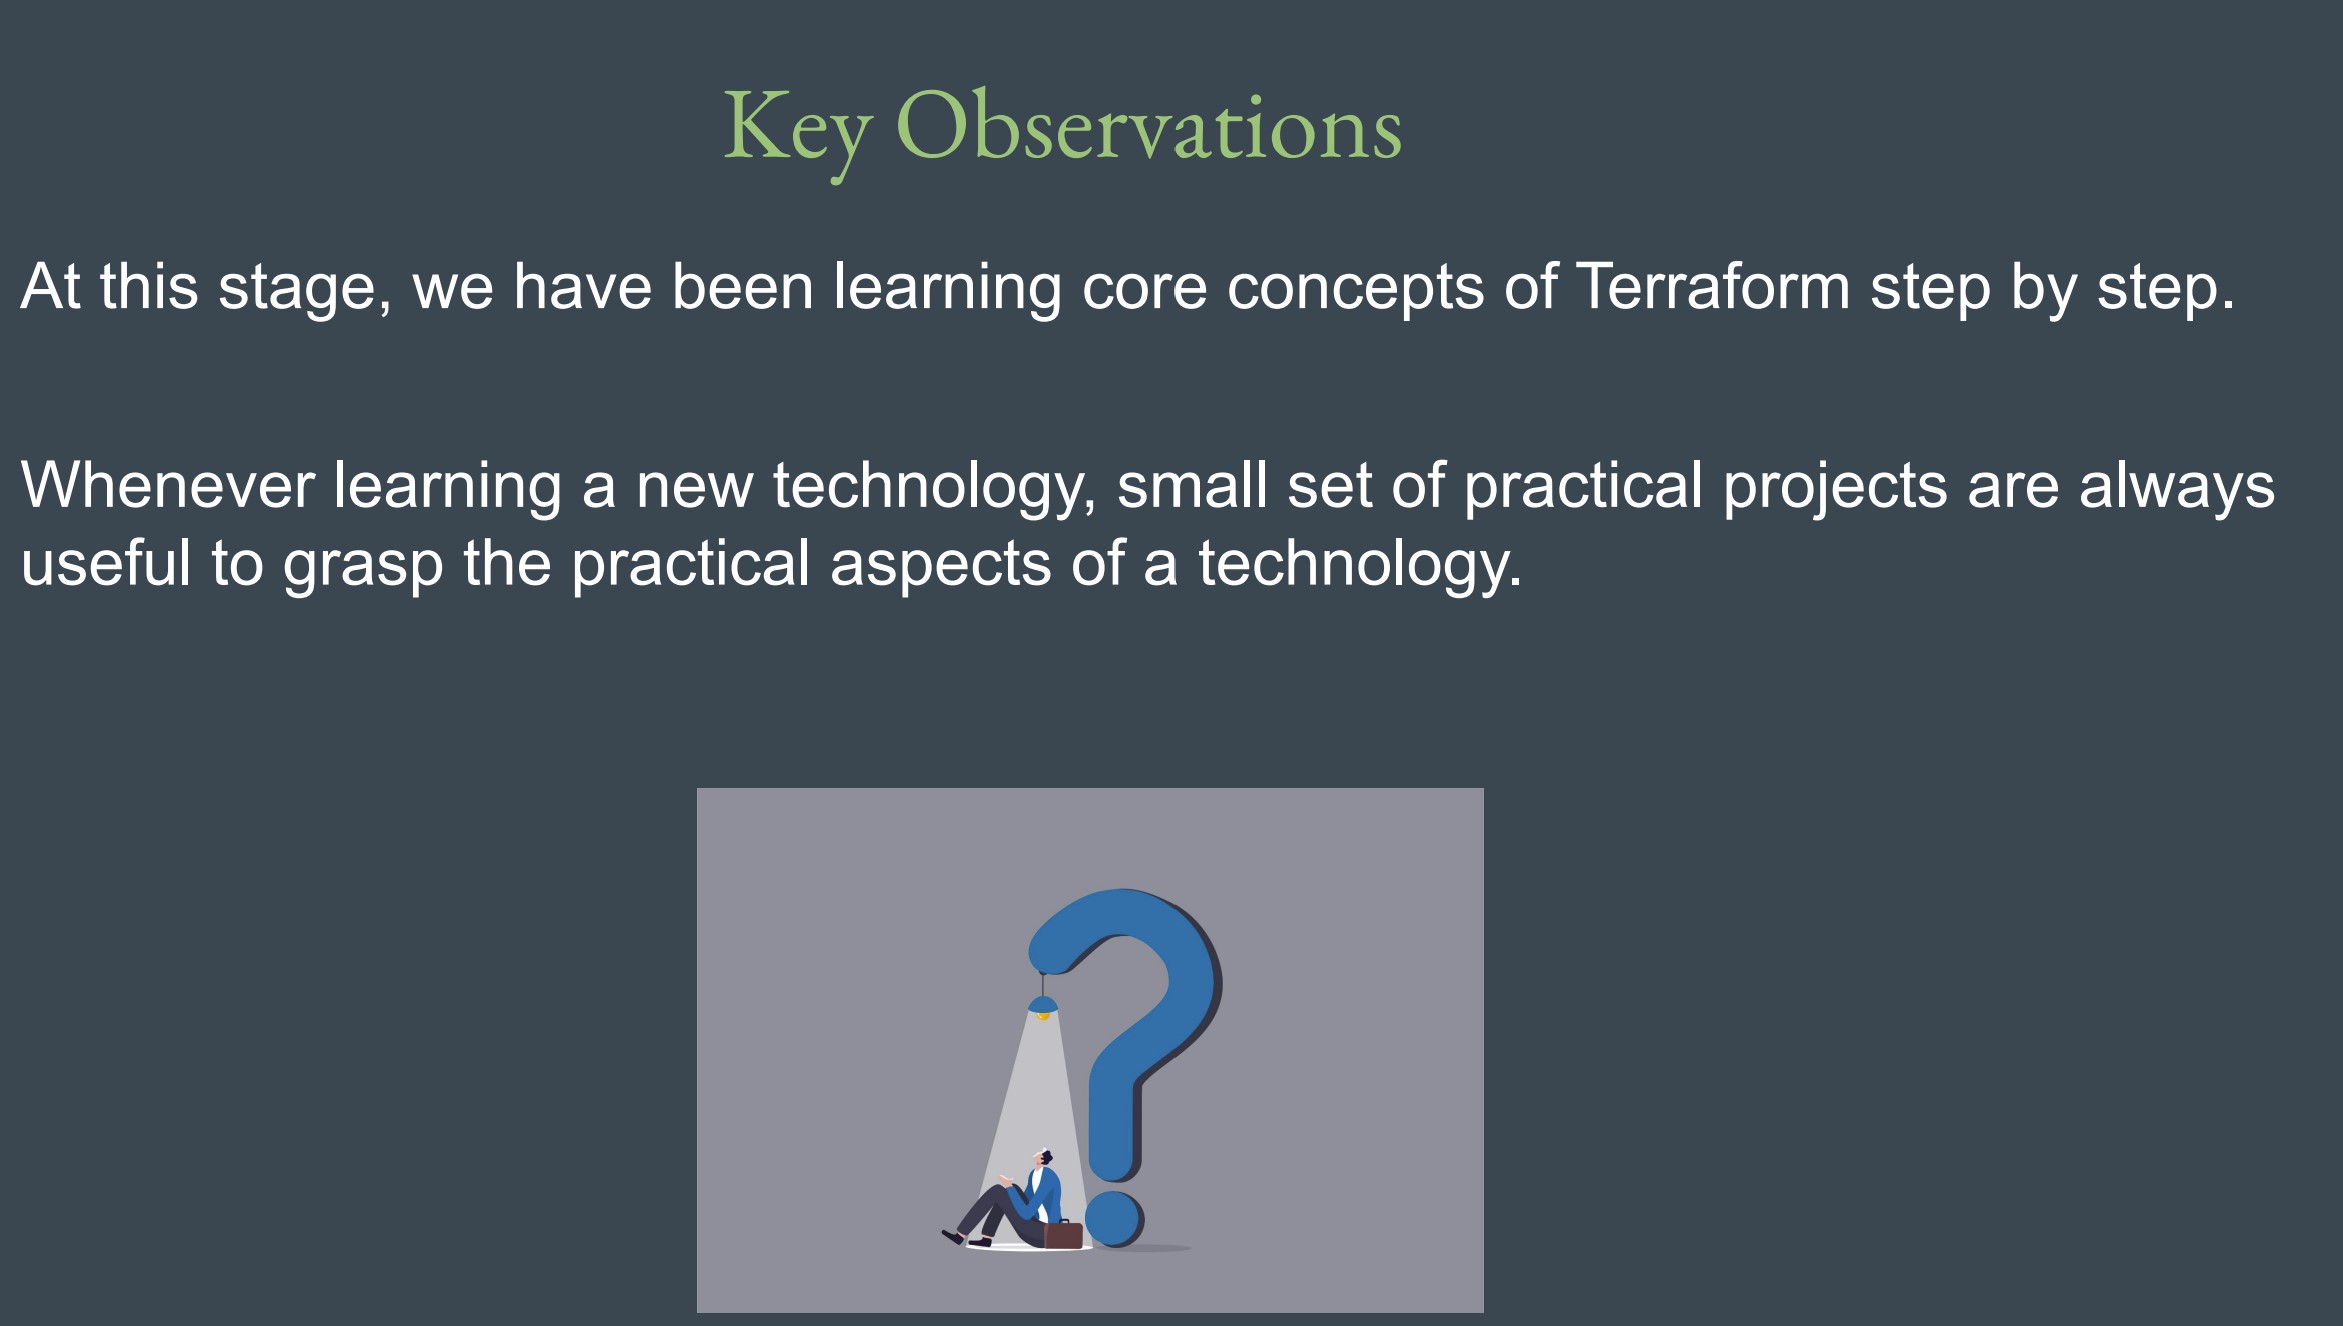 Key Observations
At this stage, we have been learning core concepts of Terraform step by step.
Whenever learning a new technology, small set of practical projects are always
useful to grasp the practical aspects of a technology.